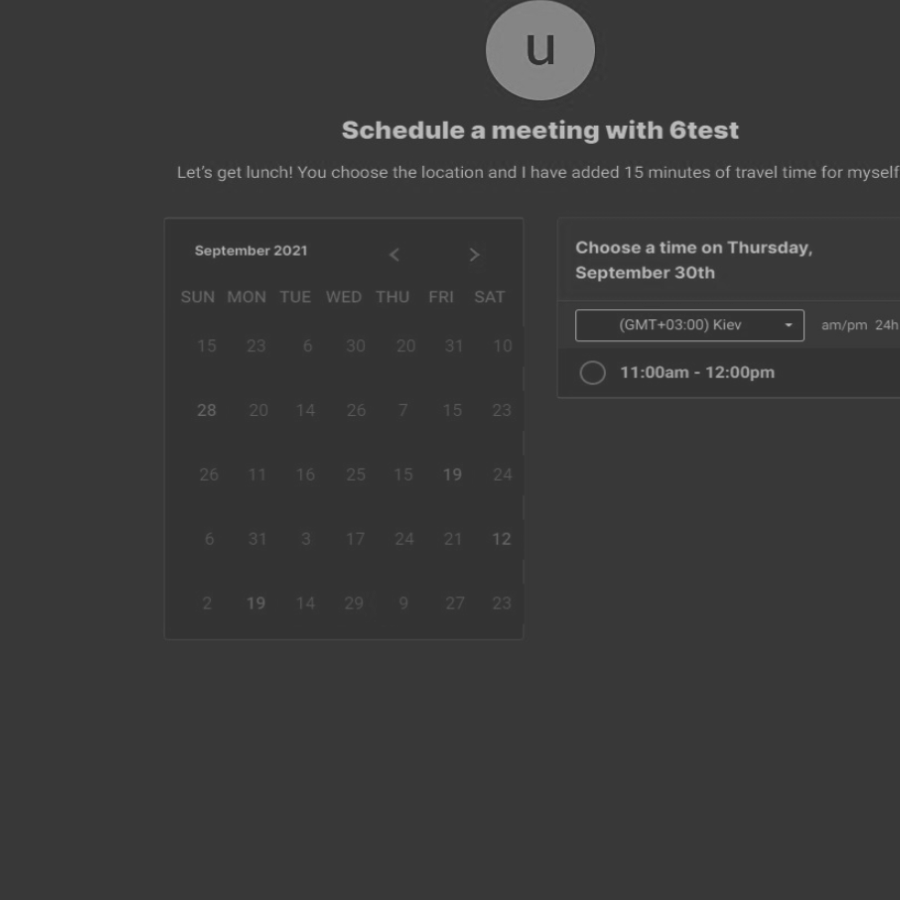 u
Schedule a meeting with 6test
Let's get lunch! You choose the location and I have added 15 minutes of travel time for myself
September 2021 < >
SUN MON TUE WED THU FRI SAT
15 23 6 30 20 31 10
28 20 14 26 7 15 23
26 11 16 25 15 19 24
6 31 3 17 24 21 12
2 19 14 29 9 27 23
Choose a time on Thursday,
September 30th
(GMT+03:00) Kiev am/pm 24h
11:00am - 12:00pm